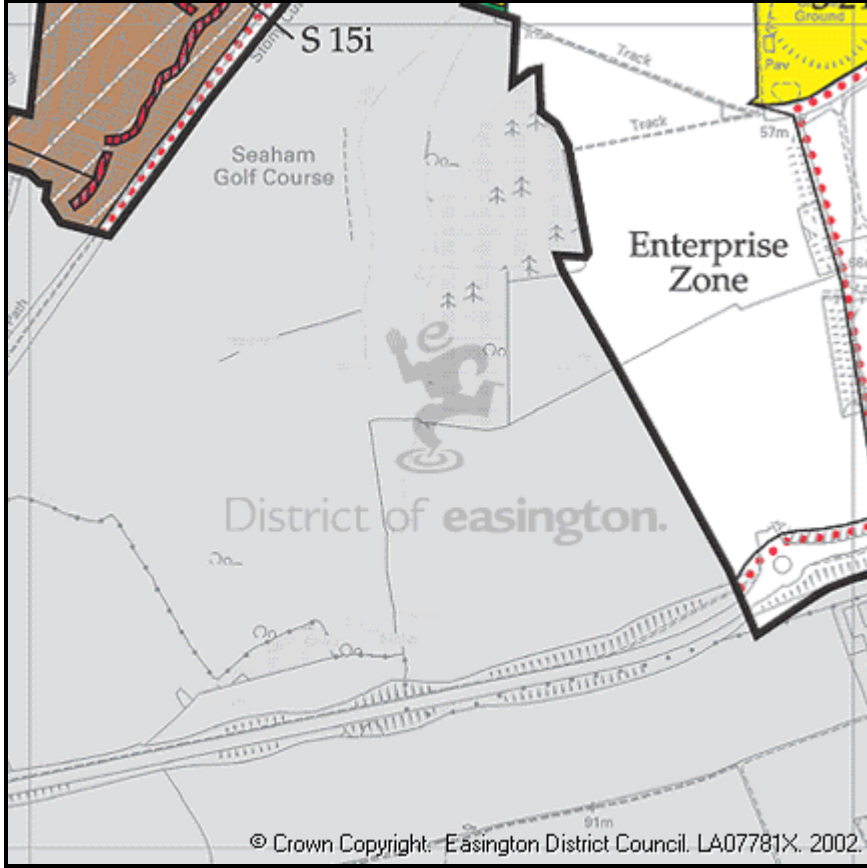 S 15i
Ground
Pav
Track
Track
57m
Seaham
Golf Course
Enterprise
Zone
Path
District of easington.
91m
© Crown Copyright. Easington District Council. LA07781X. 2002.